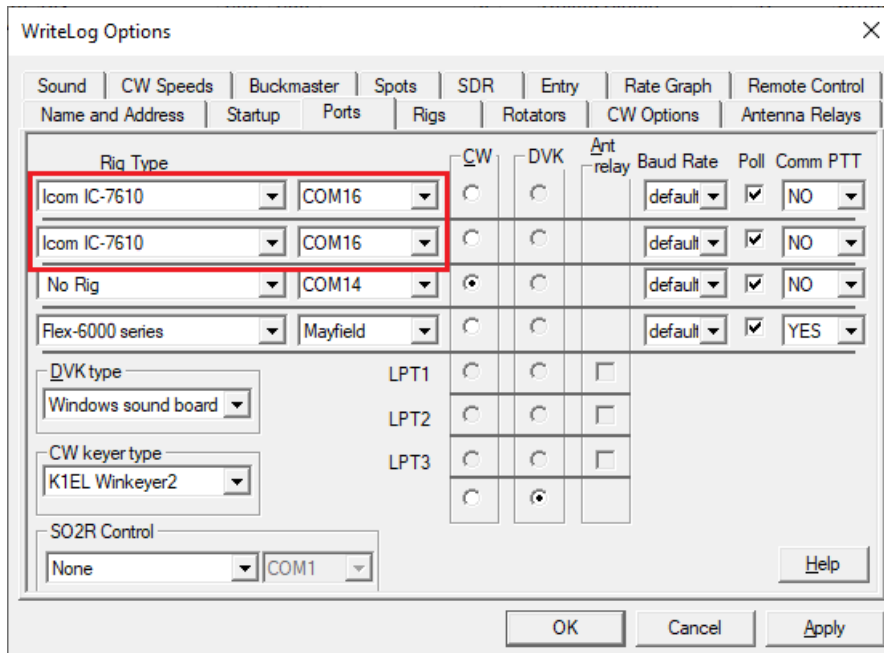 WriteLog Options
Sound CW Speeds Buckmaster Spots SDR Entry Rate Graph Remote Control
Name and Address Startup Ports Rigs Rotators CW Options Antenna Relays
Rig Type CW DVK Ant relay Baud Rate Poll Comm PTT
Icom IC-7610 COM16 default NO
Icom IC-7610 COM16 default NO
No Rig COM14 default NO
Flex-6000 series Mayfield default YES
DVK type LPT1
Windows sound board LPT2
CW keyer type LPT3
K1EL Winkeyer2
SO2R Control
None COM1 Help
OK Cancel Apply